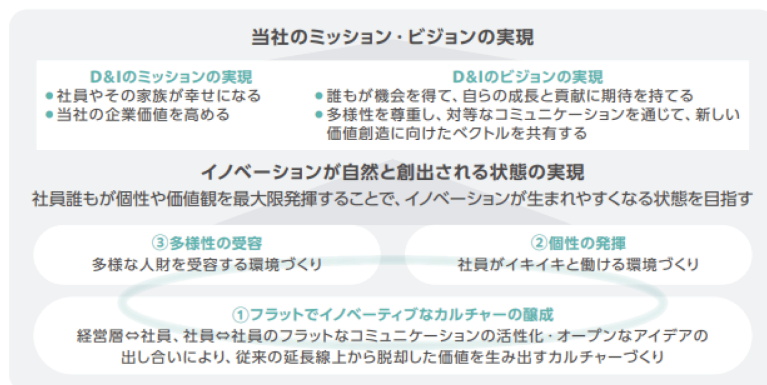 当社のミッション・ビジョンの実現
D&Iのミッションの実現
●社員やその家族が幸せになる
●当社の企業価値を高める
D&Iのビジョンの実現
●誰もが機会を得て、自らの成長と貢献に期待を持てる
●多様性を尊重し、対等なコミュニケーションを通じて、新しい
価値創造に向けたベクトルを共有する
イノベーションが自然と創出される状態の実現
社員誰もが個性や価値観を最大限発揮することで、イノベーションが生まれやすくなる状態を目指す
③多様性の受容
多様な人財を受容する環境づくり
②個性の発揮
社員がイキイキと働ける環境づくり
①フラットでイノベーティブなカルチャーの醸成
経営層⇔社員、社員⇔社員のフラットなコミュニケーションの活性化・オープンなアイデアの
出し合いにより、従来の延長線上から脱却した価値を生み出すカルチャーづくり